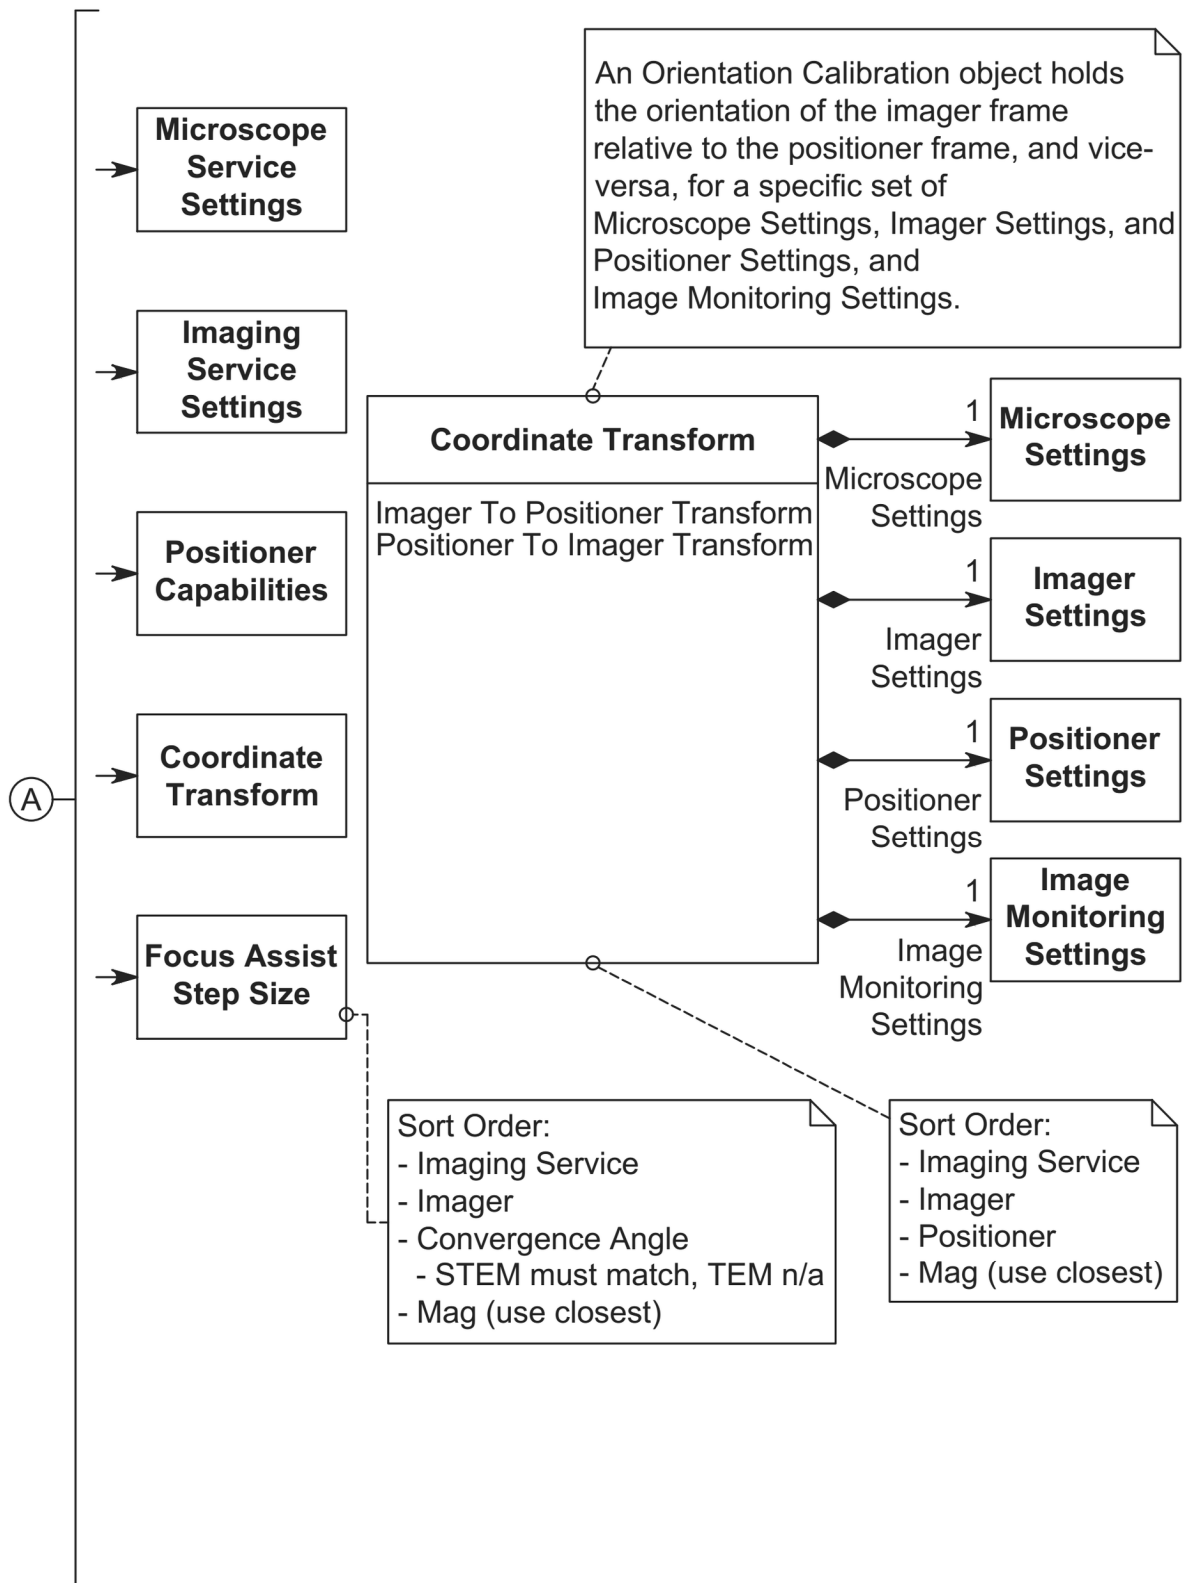 An Orientation Calibration object holds
the orientation of the imager frame
relative to the positioner frame, and vice-
versa, for a specific set of
Microscope Settings, Imager Settings, and
Positioner Settings, and
Image Monitoring Settings.
Microscope
Service
Settings
Imaging
Service
Settings
Positioner
Capabilities
A
Coordinate
Transform
Focus Assist
Step Size
Coordinate Transform
Imager To Positioner Transform
Positioner To Imager Transform
1
Microscope
Settings
Microscope
Settings
1
Imager
Settings
Imager
Settings
1
Positioner
Settings
Positioner
Settings
1
Image
Monitoring
Settings
Image
Monitoring
Settings
Sort Order:
- Imaging Service
- Imager
- Convergence Angle
- STEM must match, TEM n/a
- Mag (use closest)
Sort Order:
- Imaging Service
- Imager
- Positioner
- Mag (use closest)